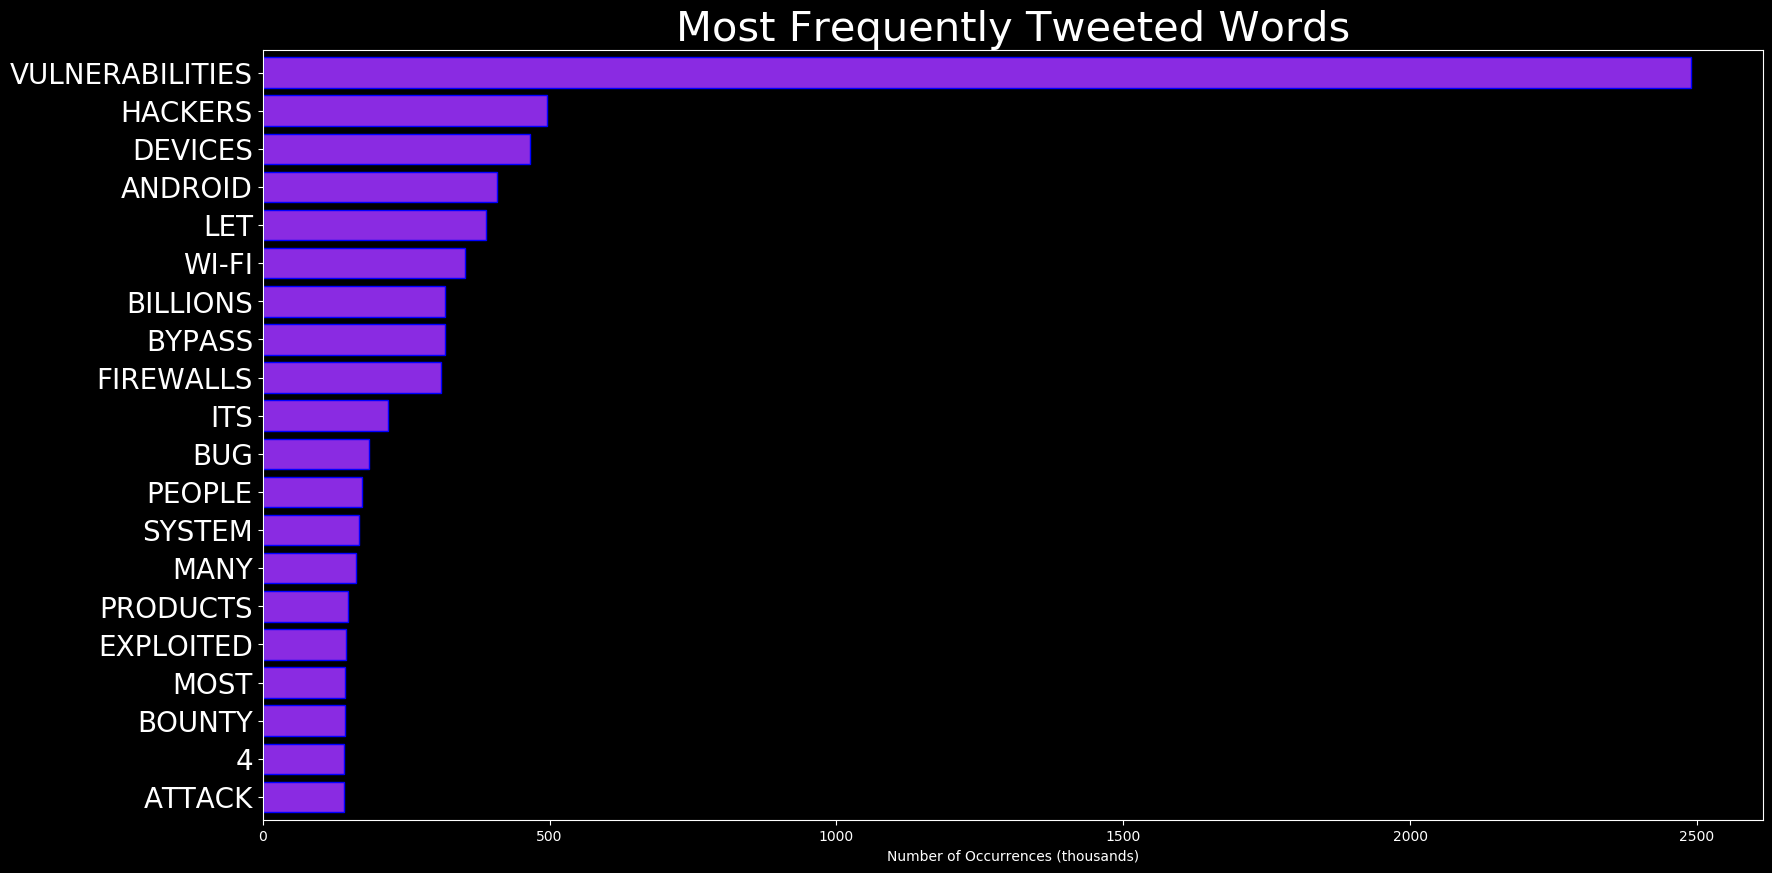 Most Frequently Tweeted Words
VULNERABILITIES
HACKERS
DEVICES
ANDROID
LET
WI-FI
BILLIONS
BYPASS
FIREWALLS
ITS
BUG
PEOPLE
SYSTEM
MANY
PRODUCTS
EXPLOITED
MOST
BOUNTY
4
ATTACK
0 500 1000 1500 2000 2500
Number of Occurrences (thousands)